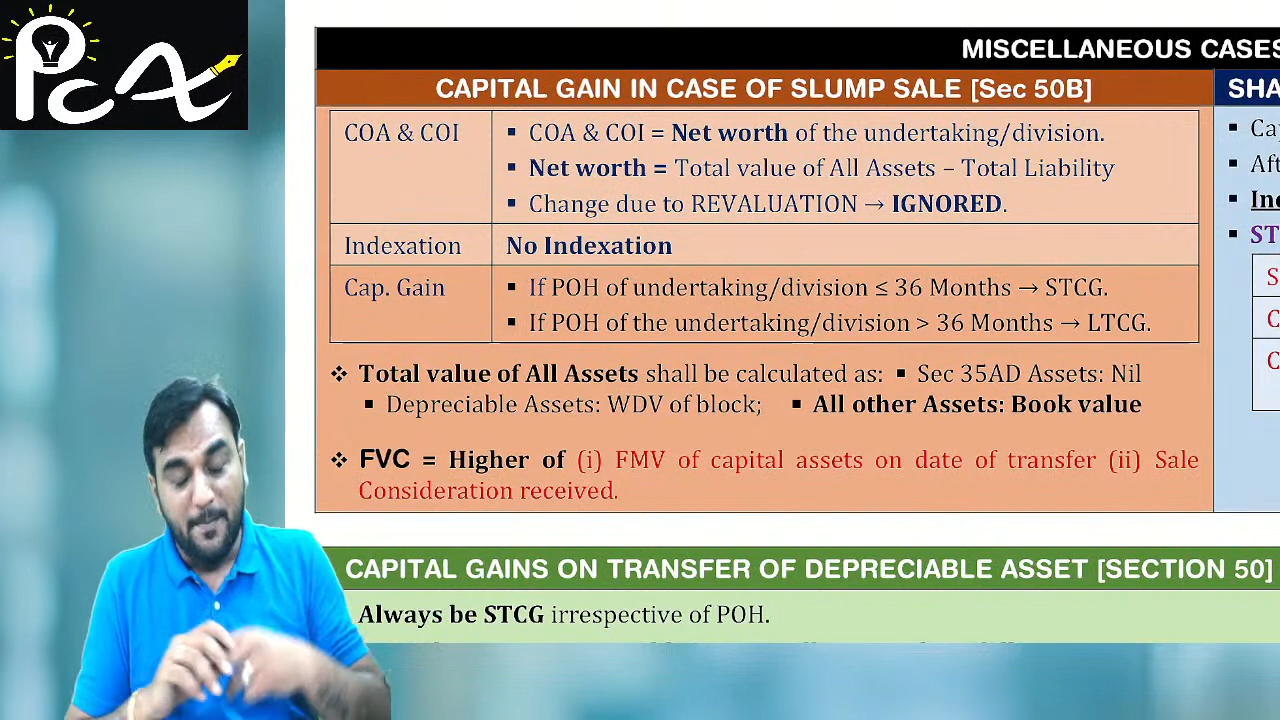 PCA
MISCELLANEOUS CASES
CAPITAL GAIN IN CASE OF SLUMP SALE [Sec 50B]
SHA
COA & COI
▪ COA & COI = Net worth of the undertaking/division.
▪ Net worth = Total value of All Assets – Total Liability
▪ Change due to REVALUATION → IGNORED.
Indexation
No Indexation
Cap. Gain
▪ If POH of undertaking/division ≤ 36 Months → STCG.
▪ If POH of the undertaking/division > 36 Months → LTCG.
❖ Total value of All Assets shall be calculated as: ▪ Sec 35AD Assets: Nil
▪ Depreciable Assets: WDV of block; ▪ All other Assets: Book value
❖ FVC = Higher of (i) FMV of capital assets on date of transfer (ii) Sale
Consideration received.
▪ Ca
▪ Aft
▪ In
▪ ST
S
C
C
CAPITAL GAINS ON TRANSFER OF DEPRECIABLE ASSET [SECTION 50]
Always be STCG irrespective of POH.